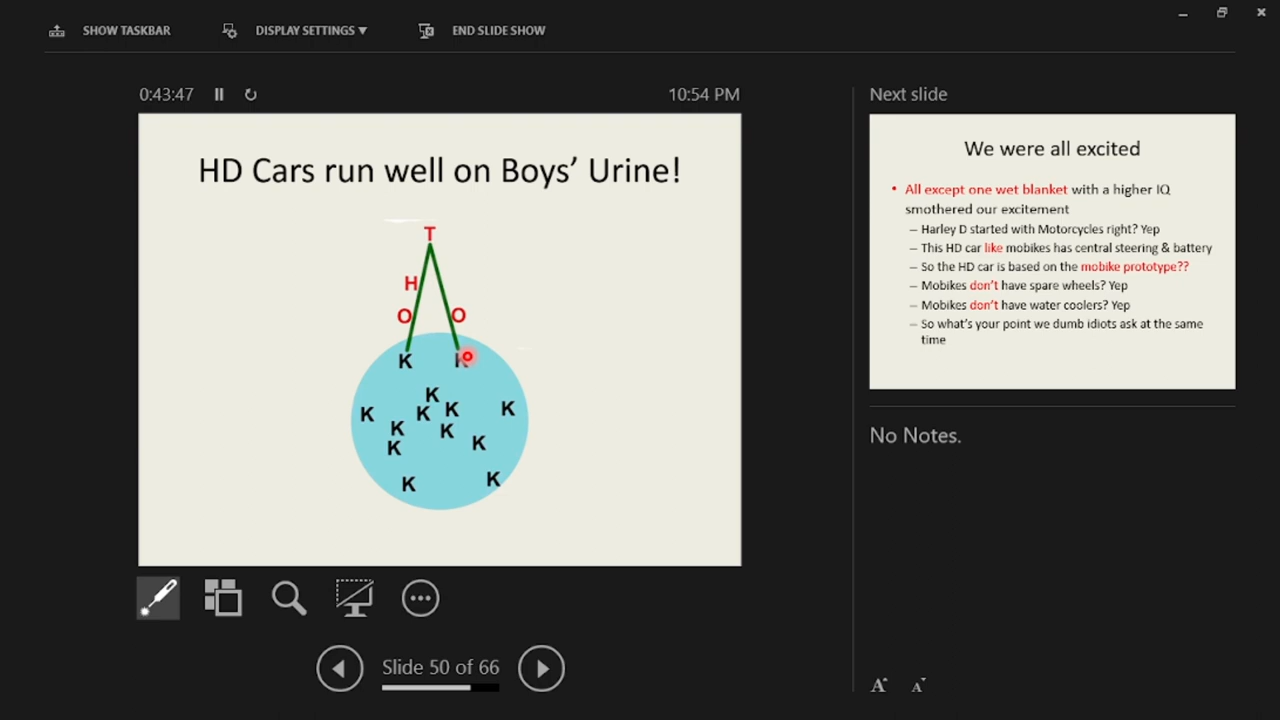 SHOW TASKBAR
DISPLAY SETTINGS ▼
END SLIDE SHOW
0:43:47
10:54 PM
HD Cars run well on Boys' Urine!
T
H
O O
K K
K
K K K K
K K
K K
K K
Slide 50 of 66
Next slide
We were all excited
• All except one wet blanket with a higher IQ
smothered our excitement
– Harley D started with Motorcycles right? Yep
– This HD car like mobikes has central steering & battery
– So the HD car is based on the mobike prototype??
– Mobikes don't have spare wheels? Yep
– Mobikes don't have water coolers? Yep
– So what's your point we dumb idiots ask at the same
time
No Notes.
A A